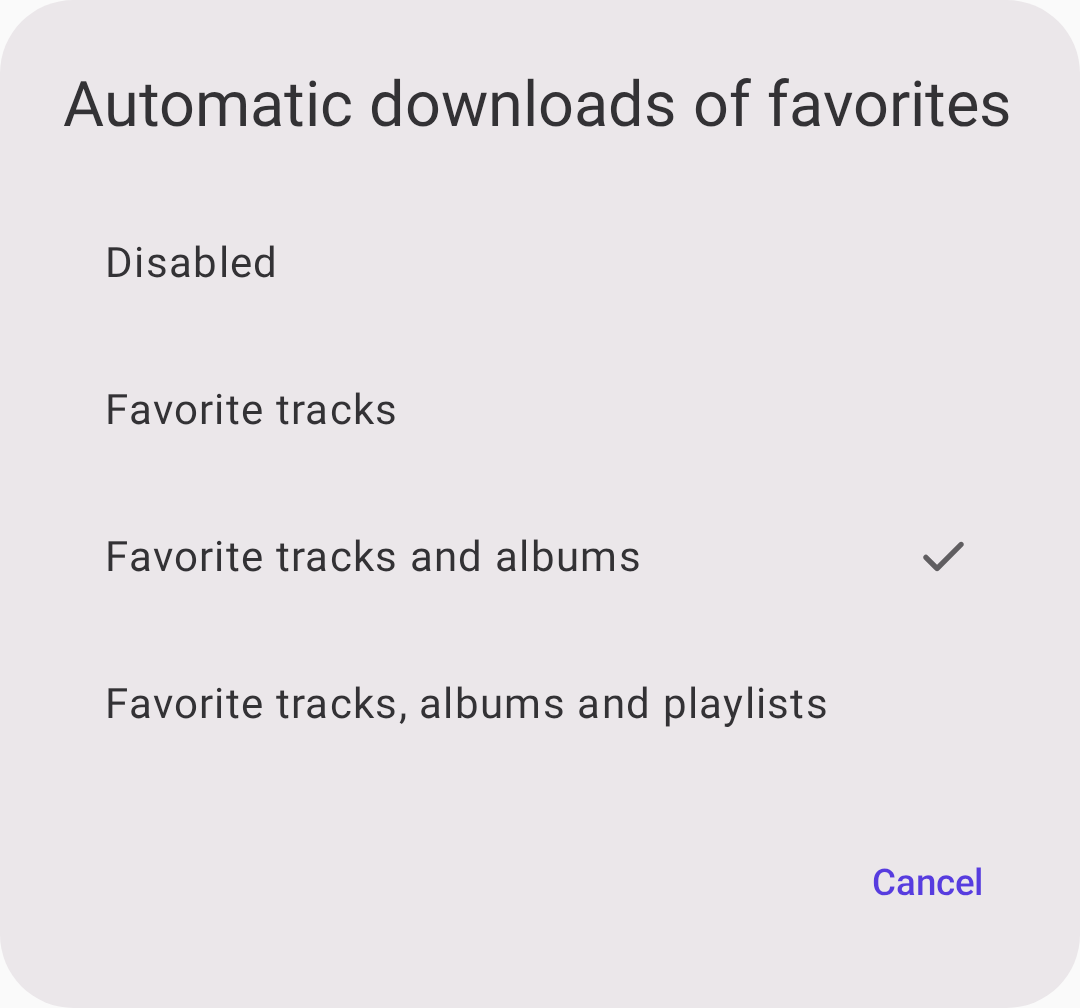 Automatic downloads of favorites
Disabled
Favorite tracks
Favorite tracks and albums
Favorite tracks, albums and playlists
Cancel